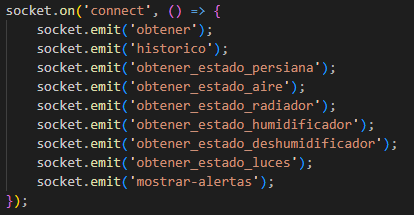 socket.on('connect', () => {
    socket.emit('obtener');
    socket.emit('historico');
    socket.emit('obtener_estado_persiana');
    socket.emit('obtener_estado_aire');
    socket.emit('obtener_estado_radiador');
    socket.emit('obtener_estado_humidificador');
    socket.emit('obtener_estado_deshumidificador');
    socket.emit('obtener_estado_luces');
    socket.emit('mostrar-alertas');
});